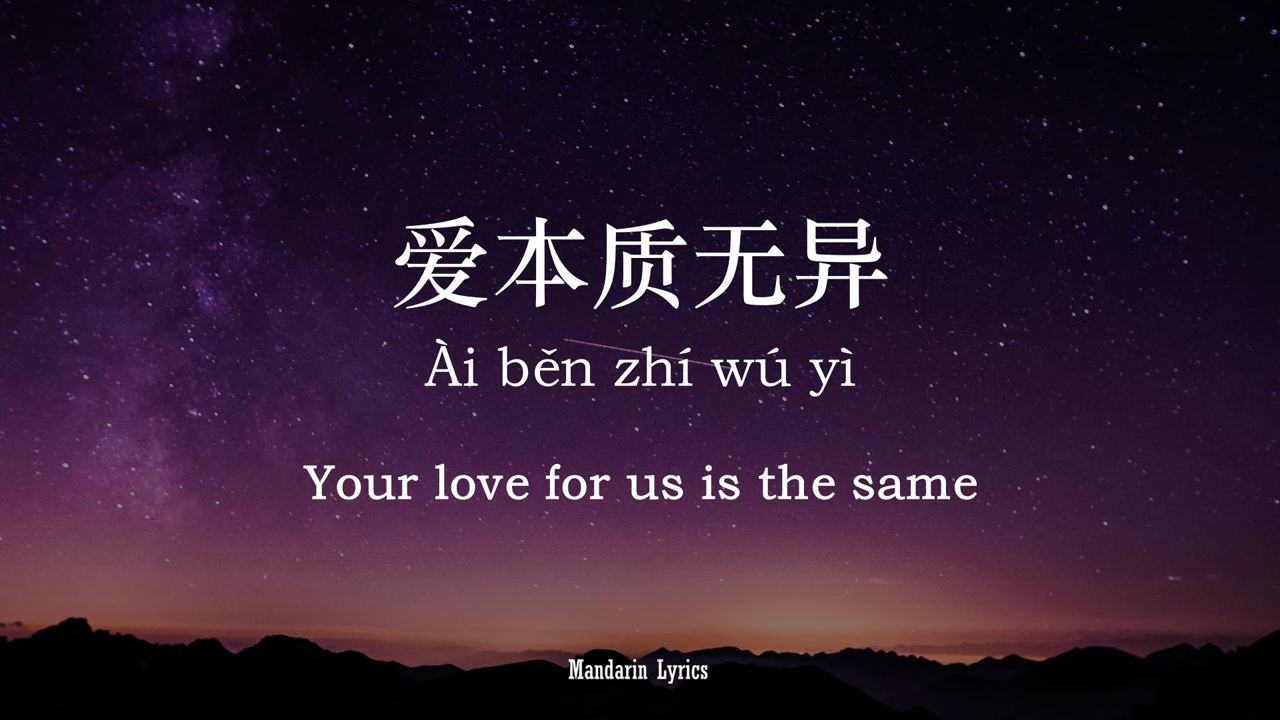 爱本质无异
Ài běn zhí wú yì
Your love for us is the same
Mandarin Lyrics